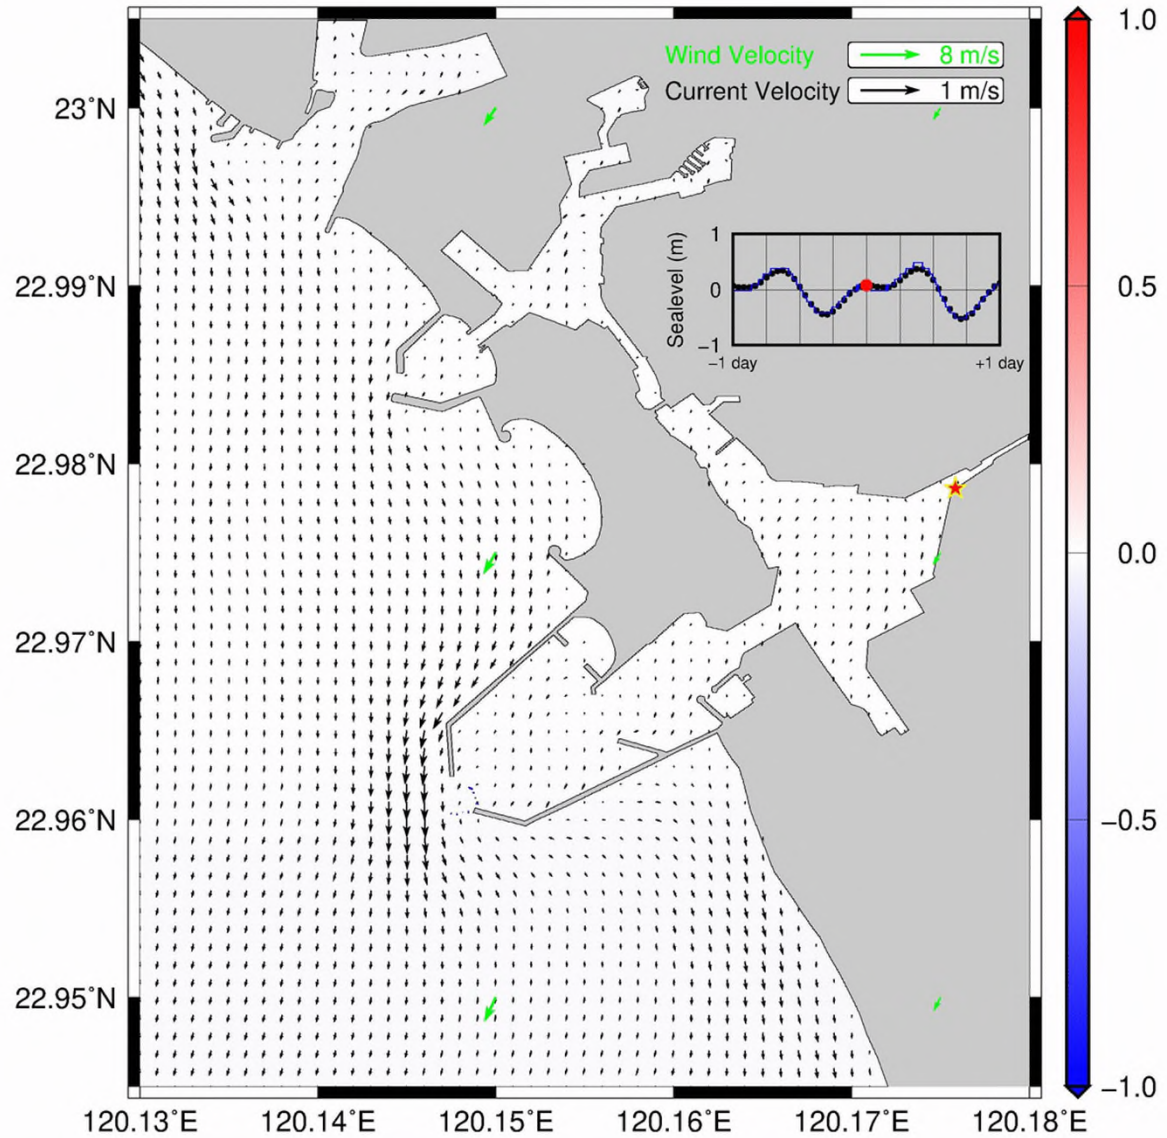 Wind Velocity 8 m/s
Current Velocity 1 m/s
23°N
22.99°N
22.98°N
22.97°N
22.96°N
22.95°N
120.13°E 120.14°E 120.15°E 120.16°E 120.17°E 120.18°E
Sealevel (m)
1
0
−1
−1 day +1 day
1.0
0.5
0.0
−0.5
−1.0